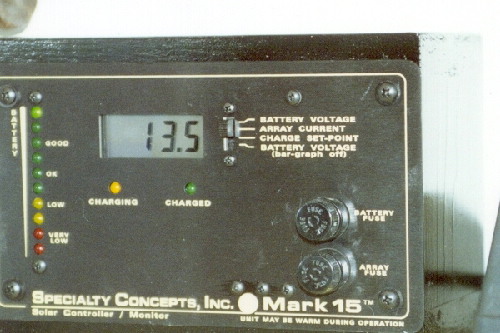 BATTERY
GOOD
OK
LOW
VERY
LOW
13.5
CHARGING
CHARGED
BATTERY VOLTAGE
ARRAY CURRENT
CHARGE SET-POINT
BATTERY VOLTAGE
(bar-graph off)
BATTERY
FUSE
ARRAY
FUSE
SPECIALTY CONCEPTS, INC. Mark 15™
Solar Controller / Monitor
UNIT MAY BE WARM DURING OPERATION